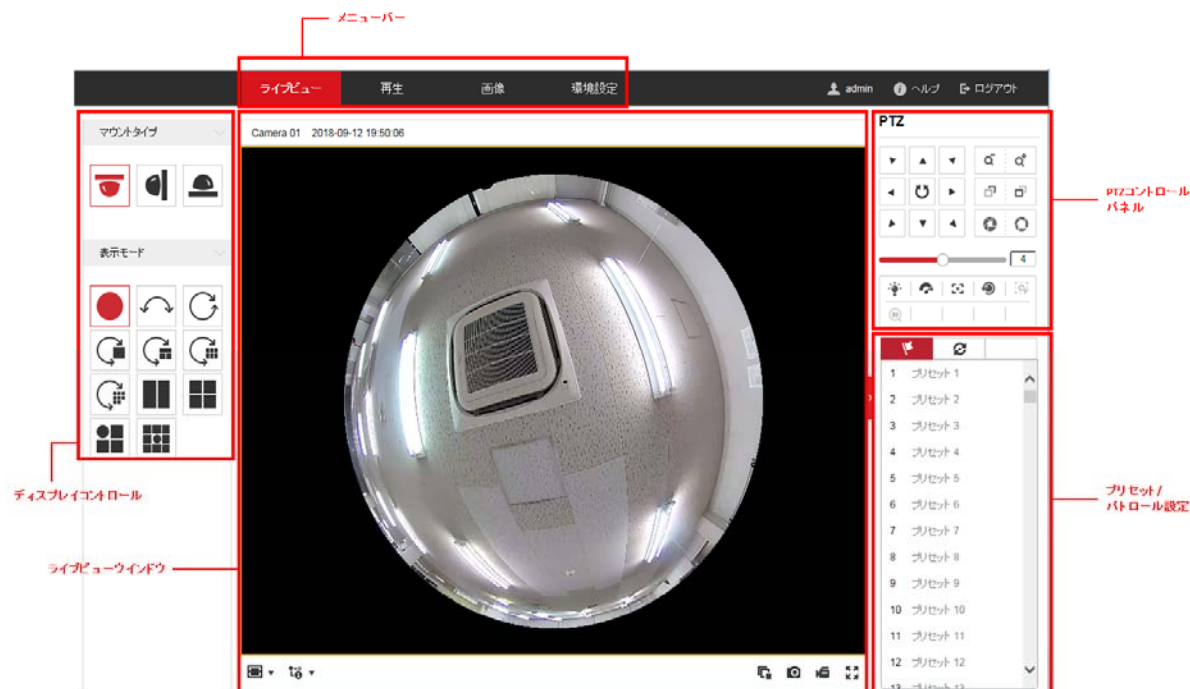 メニューバー
ライブビュー 再生 画像 環境設定 admin ヘルプ ログアウト
マウントタイプ
表示モード
Camera 01 2018-09-12 19:50:06
PTZ
4
PTZコントロール
パネル
1 プリセット 1
2 プリセット 2
3 プリセット 3
4 プリセット 4
5 プリセット 5
6 プリセット 6
7 プリセット 7
8 プリセット 8
9 プリセット 9
10 プリセット 10
11 プリセット 11
12 プリセット 12
13 プリセット 13
プリセット/
パトロール設定
ディスプレイコントロール
ライブビューウインドウ